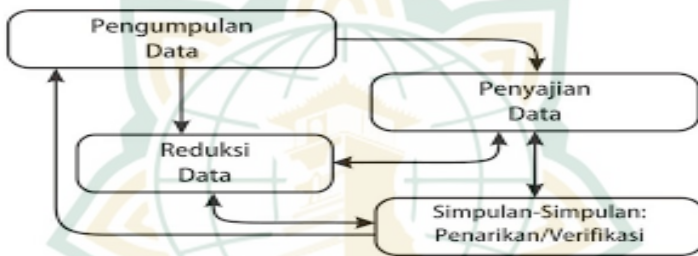 Pengumpulan
Data
Penyajian
Data
Reduksi
Data
Simpulan-Simpulan:
Penarikan/Verifikasi